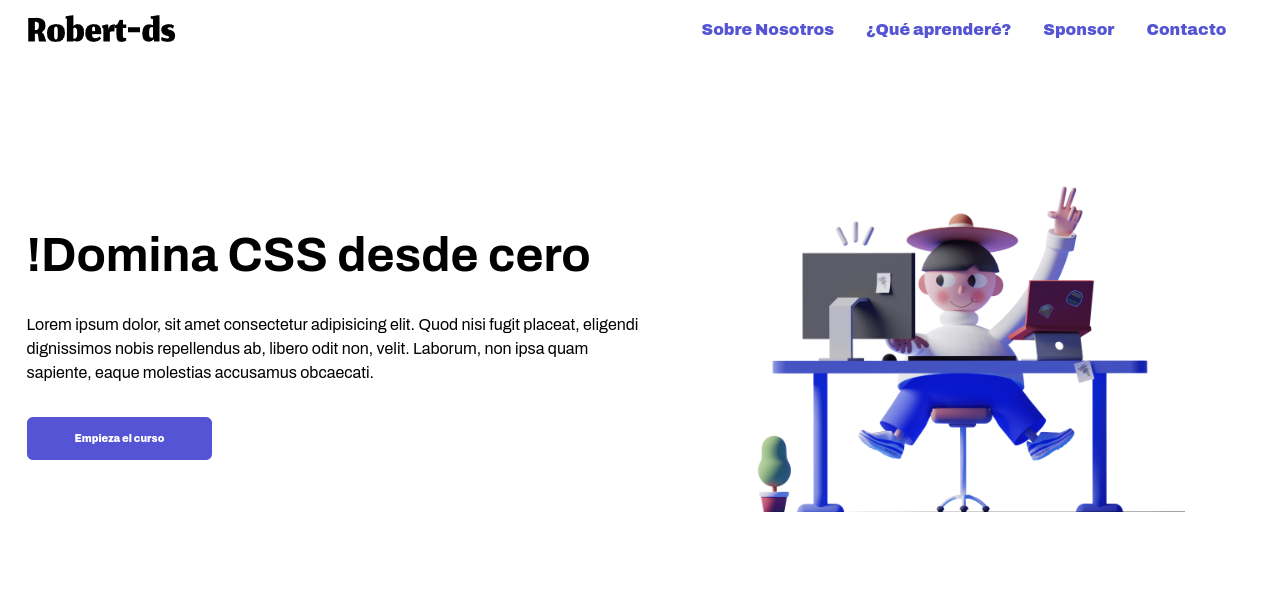 Robert-ds
Sobre Nosotros ¿Qué aprenderé? Sponsor Contacto
!Domina CSS desde cero
Lorem ipsum dolor, sit amet consectetur adipisicing elit. Quod nisi fugit placeat, eligendi
dignissimos nobis repellendus ab, libero odit non, velit. Laborum, non ipsa quam
sapiente, eaque molestias accusamus obcaecati.
Empieza el curso